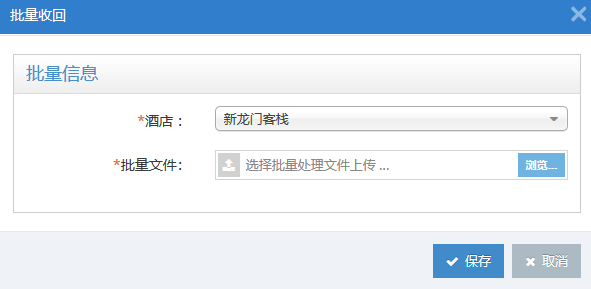 批量收回
批量信息
*酒店：
新龙门客栈
*批量文件：
选择批量处理文件上传 ...
浏览...
保存
取消